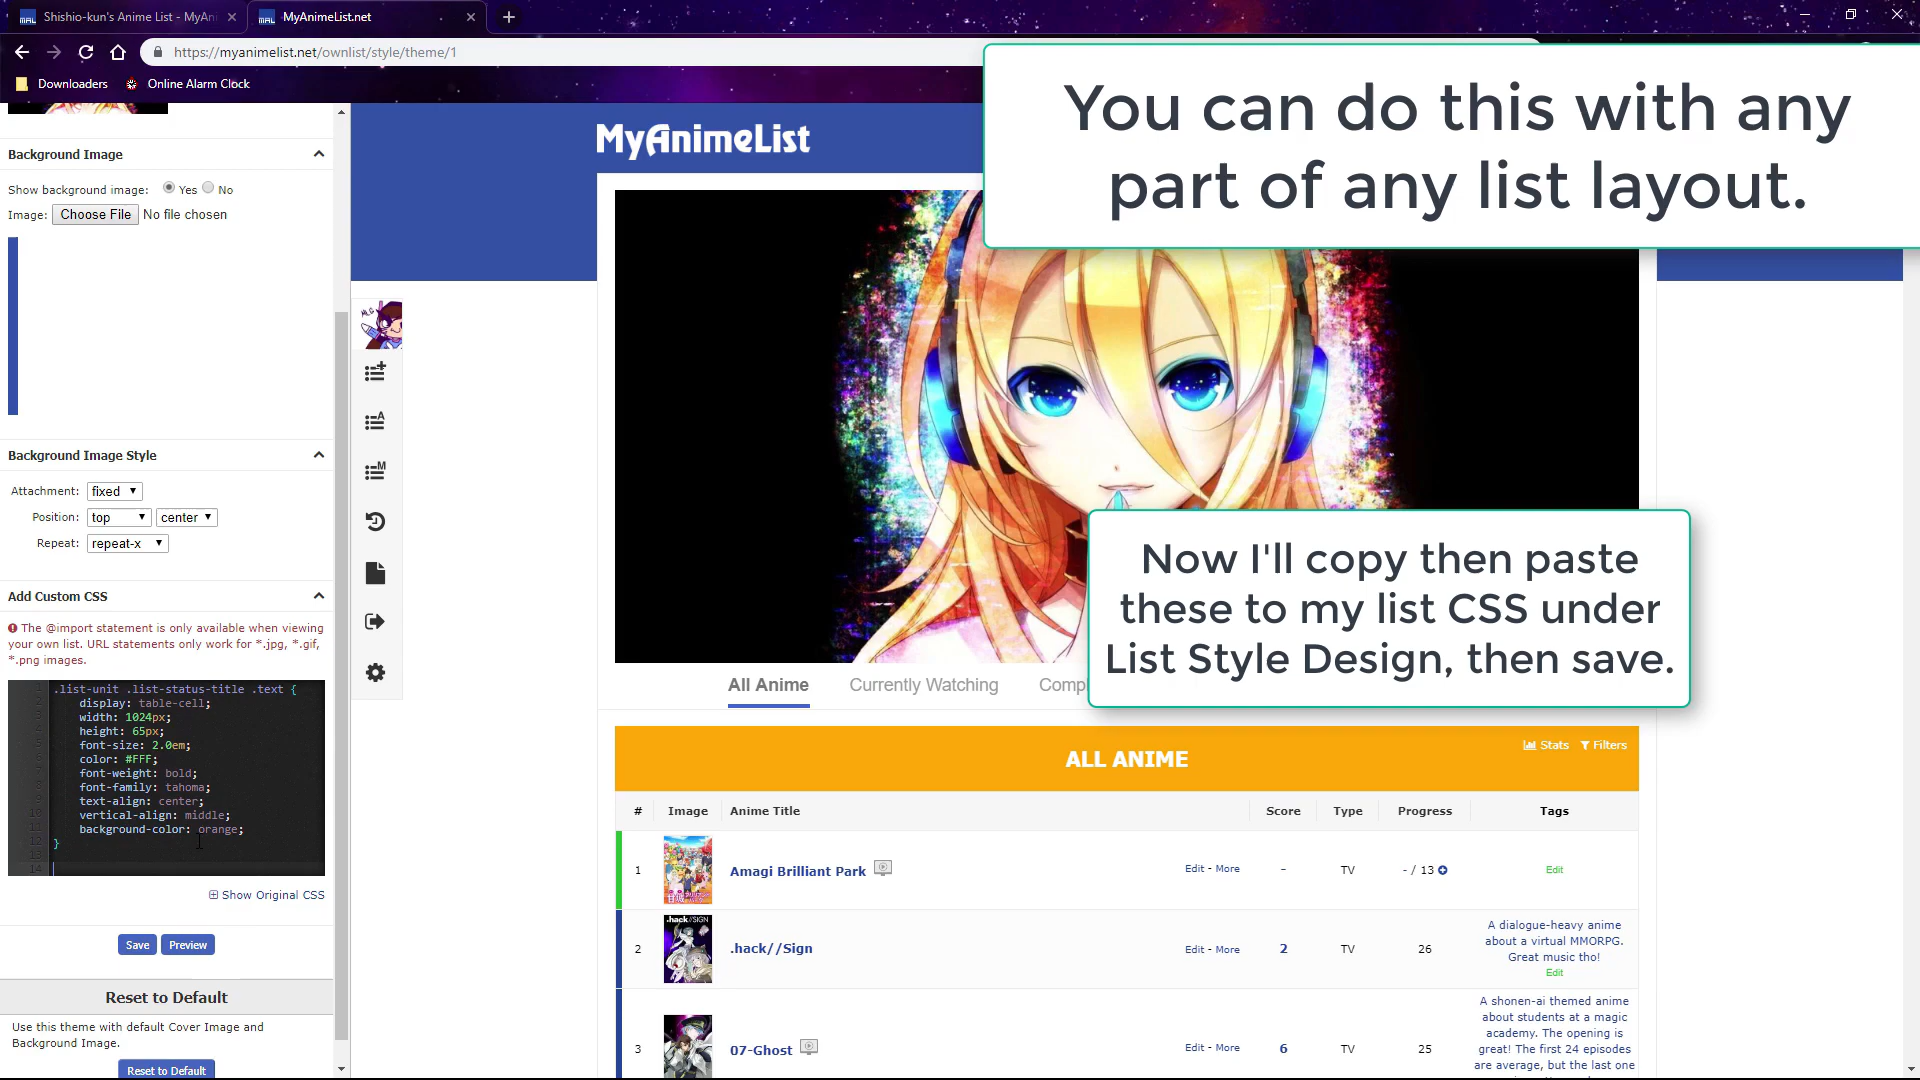 Shishio-kun's Anime List - MyAni
MyAnimeList.net
https://myanimelist.net/ownlist/style/theme/1
Downloaders
Online Alarm Clock
You can do this with any
part of any list layout.
MyAnimeList
Background Image
Show background image: Yes No
Image: Choose File No file chosen
Background Image Style
Attachment: fixed
Position: top center
Repeat: repeat-x
Add Custom CSS
The @import statement is only available when viewing
your own list. URL statements only work for *.jpg, *.gif,
*.png images.
.list-unit .list-status-title .text {
display: table-cell;
width: 1024px;
height: 65px;
font-size: 2.0em;
color: #FFF;
font-weight: bold;
font-family: tahoma;
text-align: center;
vertical-align: middle;
background-color: orange;
}
Show Original CSS
Save Preview
Reset to Default
Use this theme with default Cover Image and
Background Image.
Reset to Default
Now I'll copy then paste
these to my list CSS under
List Style Design, then save.
All Anime Currently Watching Comp
ALL ANIME
Stats Filters
# Image Anime Title Score Type Progress Tags
1 Amagi Brilliant Park Edit - More - TV - / 13 Edit
.hack//SIGN
2 .hack//Sign Edit - More 2 TV 26
A dialogue-heavy anime
about a virtual MMORPG.
Great music tho!
Edit
3 07-Ghost Edit - More 6 TV 25
A shonen-ai themed anime
about students at a magic
academy. The opening is
great! The first 24 episodes
are average, but the last one